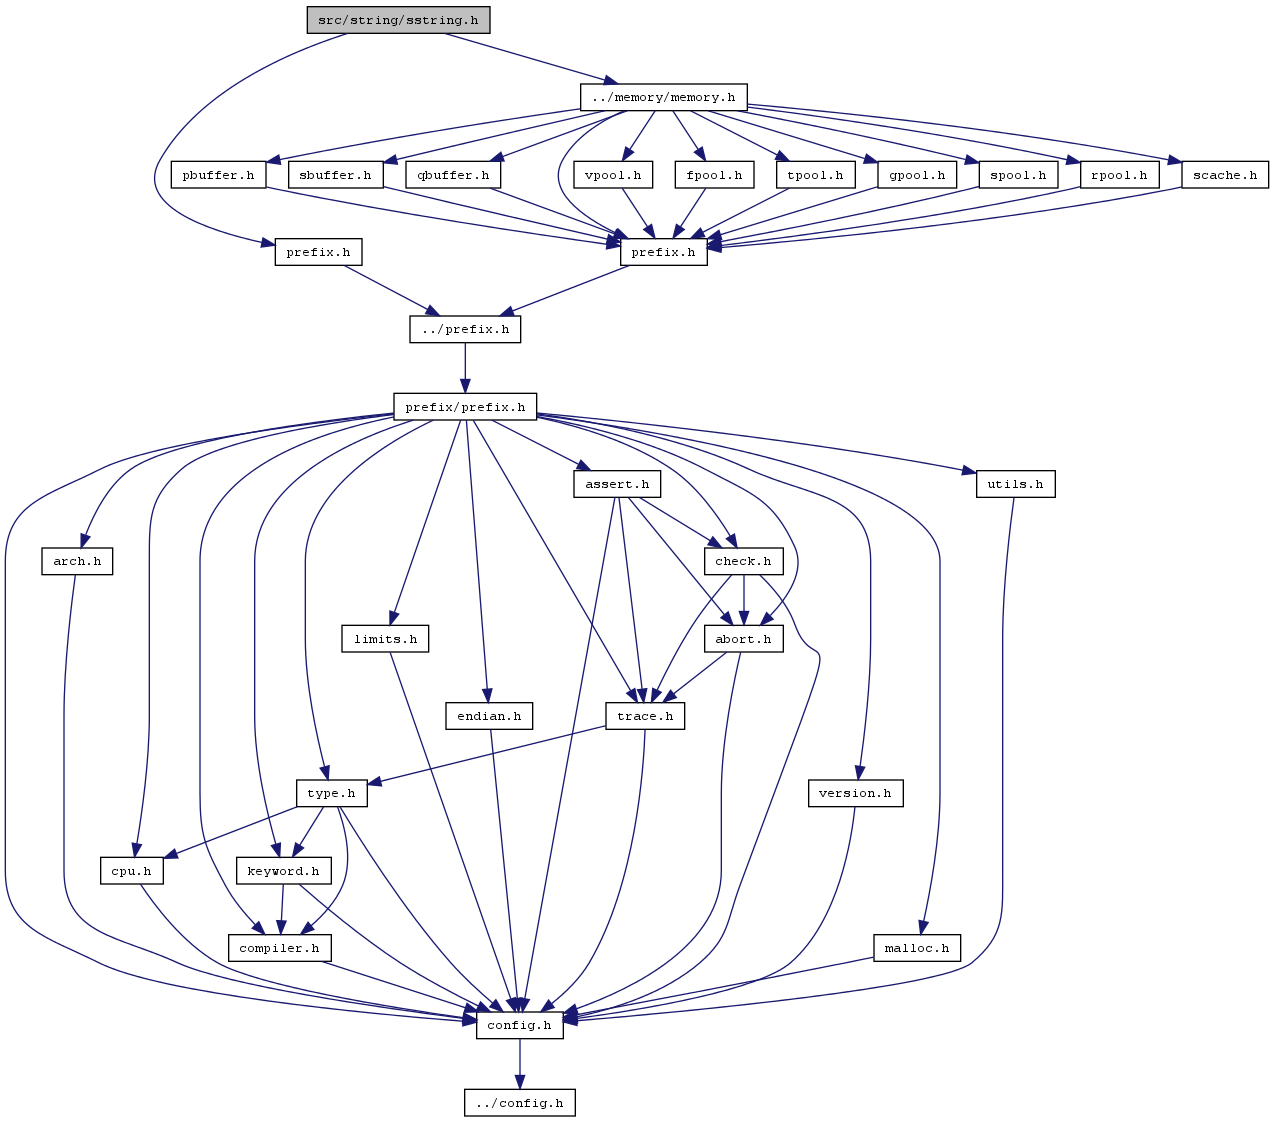 src/string/sstring.h
../memory/memory.h
pbuffer.h
sbuffer.h
qbuffer.h
vpool.h
fpool.h
tpool.h
gpool.h
spool.h
rpool.h
scache.h
prefix.h
prefix.h
../prefix.h
prefix/prefix.h
assert.h
utils.h
arch.h
check.h
limits.h
abort.h
endian.h
trace.h
type.h
version.h
cpu.h
keyword.h
compiler.h
malloc.h
config.h
../config.h